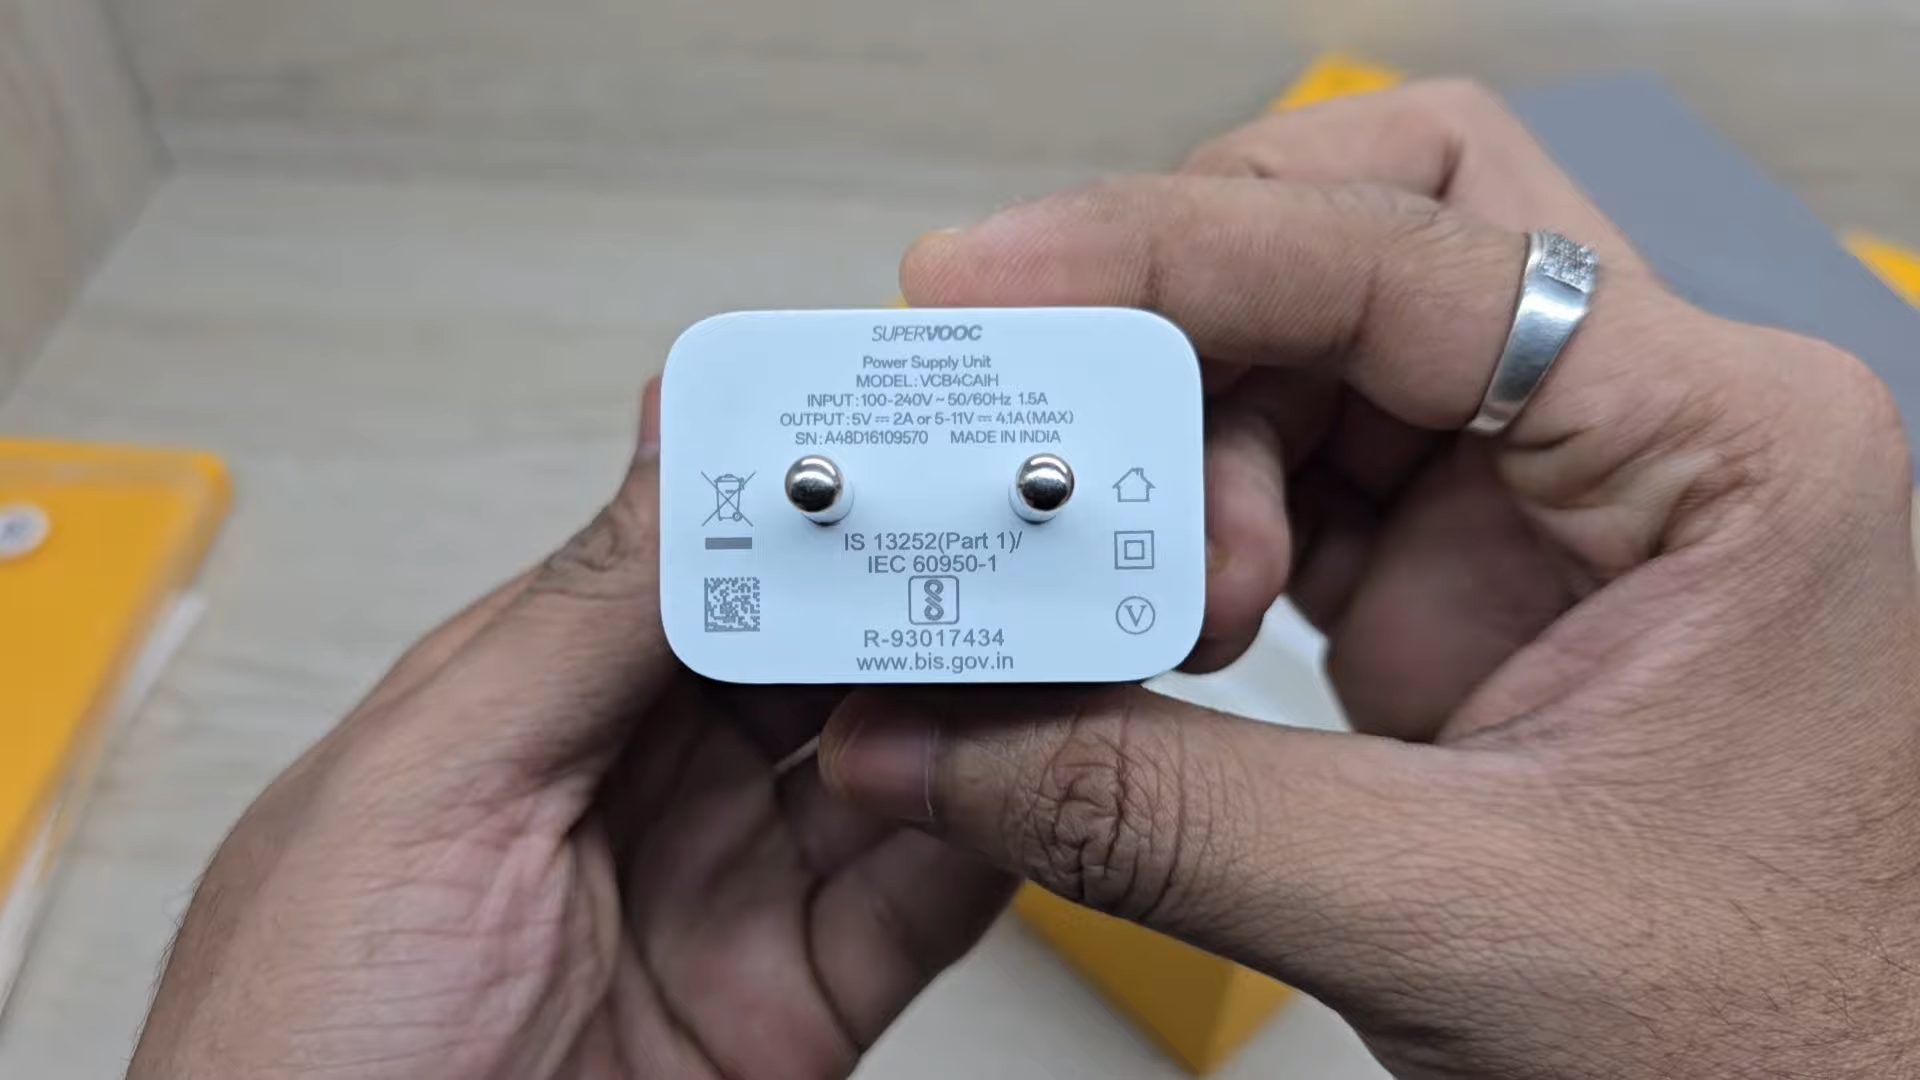 SUPERVOOC
Power Supply Unit
MODEL: VCB4CAIH
INPUT: 100-240V ~ 50/60Hz 1.5A
OUTPUT: 5V ⎓ 2A or 5-11V ⎓ 4.1A (MAX)
SN: A48D16109570 MADE IN INDIA
IS 13252(Part 1)/
IEC 60950-1
R-93017434
www.bis.gov.in
V